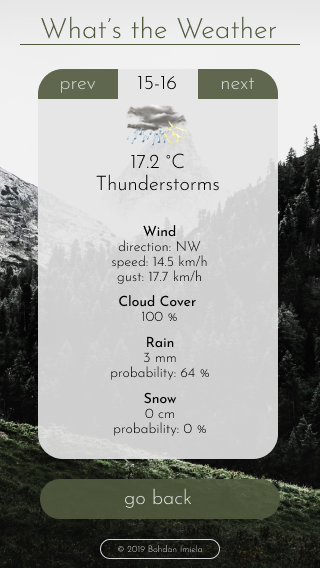 What's the Weather
prev 15-16 next
17.2 °C
Thunderstorms
Wind
direction: NW
speed: 14.5 km/h
gust: 17.7 km/h
Cloud Cover
100 %
Rain
3 mm
probability: 64 %
Snow
0 cm
probability: 0 %
go back
© 2019 Bohdan Imiela